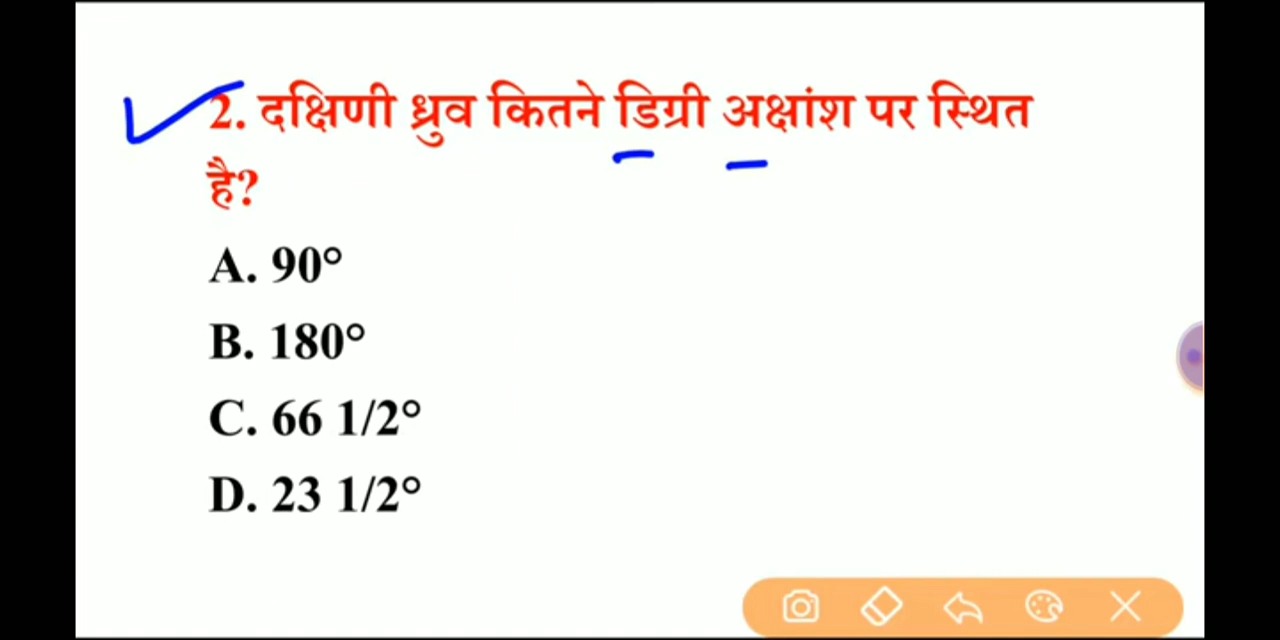 2. दक्षिणी ध्रुव कितने डिग्री अक्षांश पर स्थित
है?
A. 90°
B. 180°
C. 66 1/2°
D. 23 1/2°